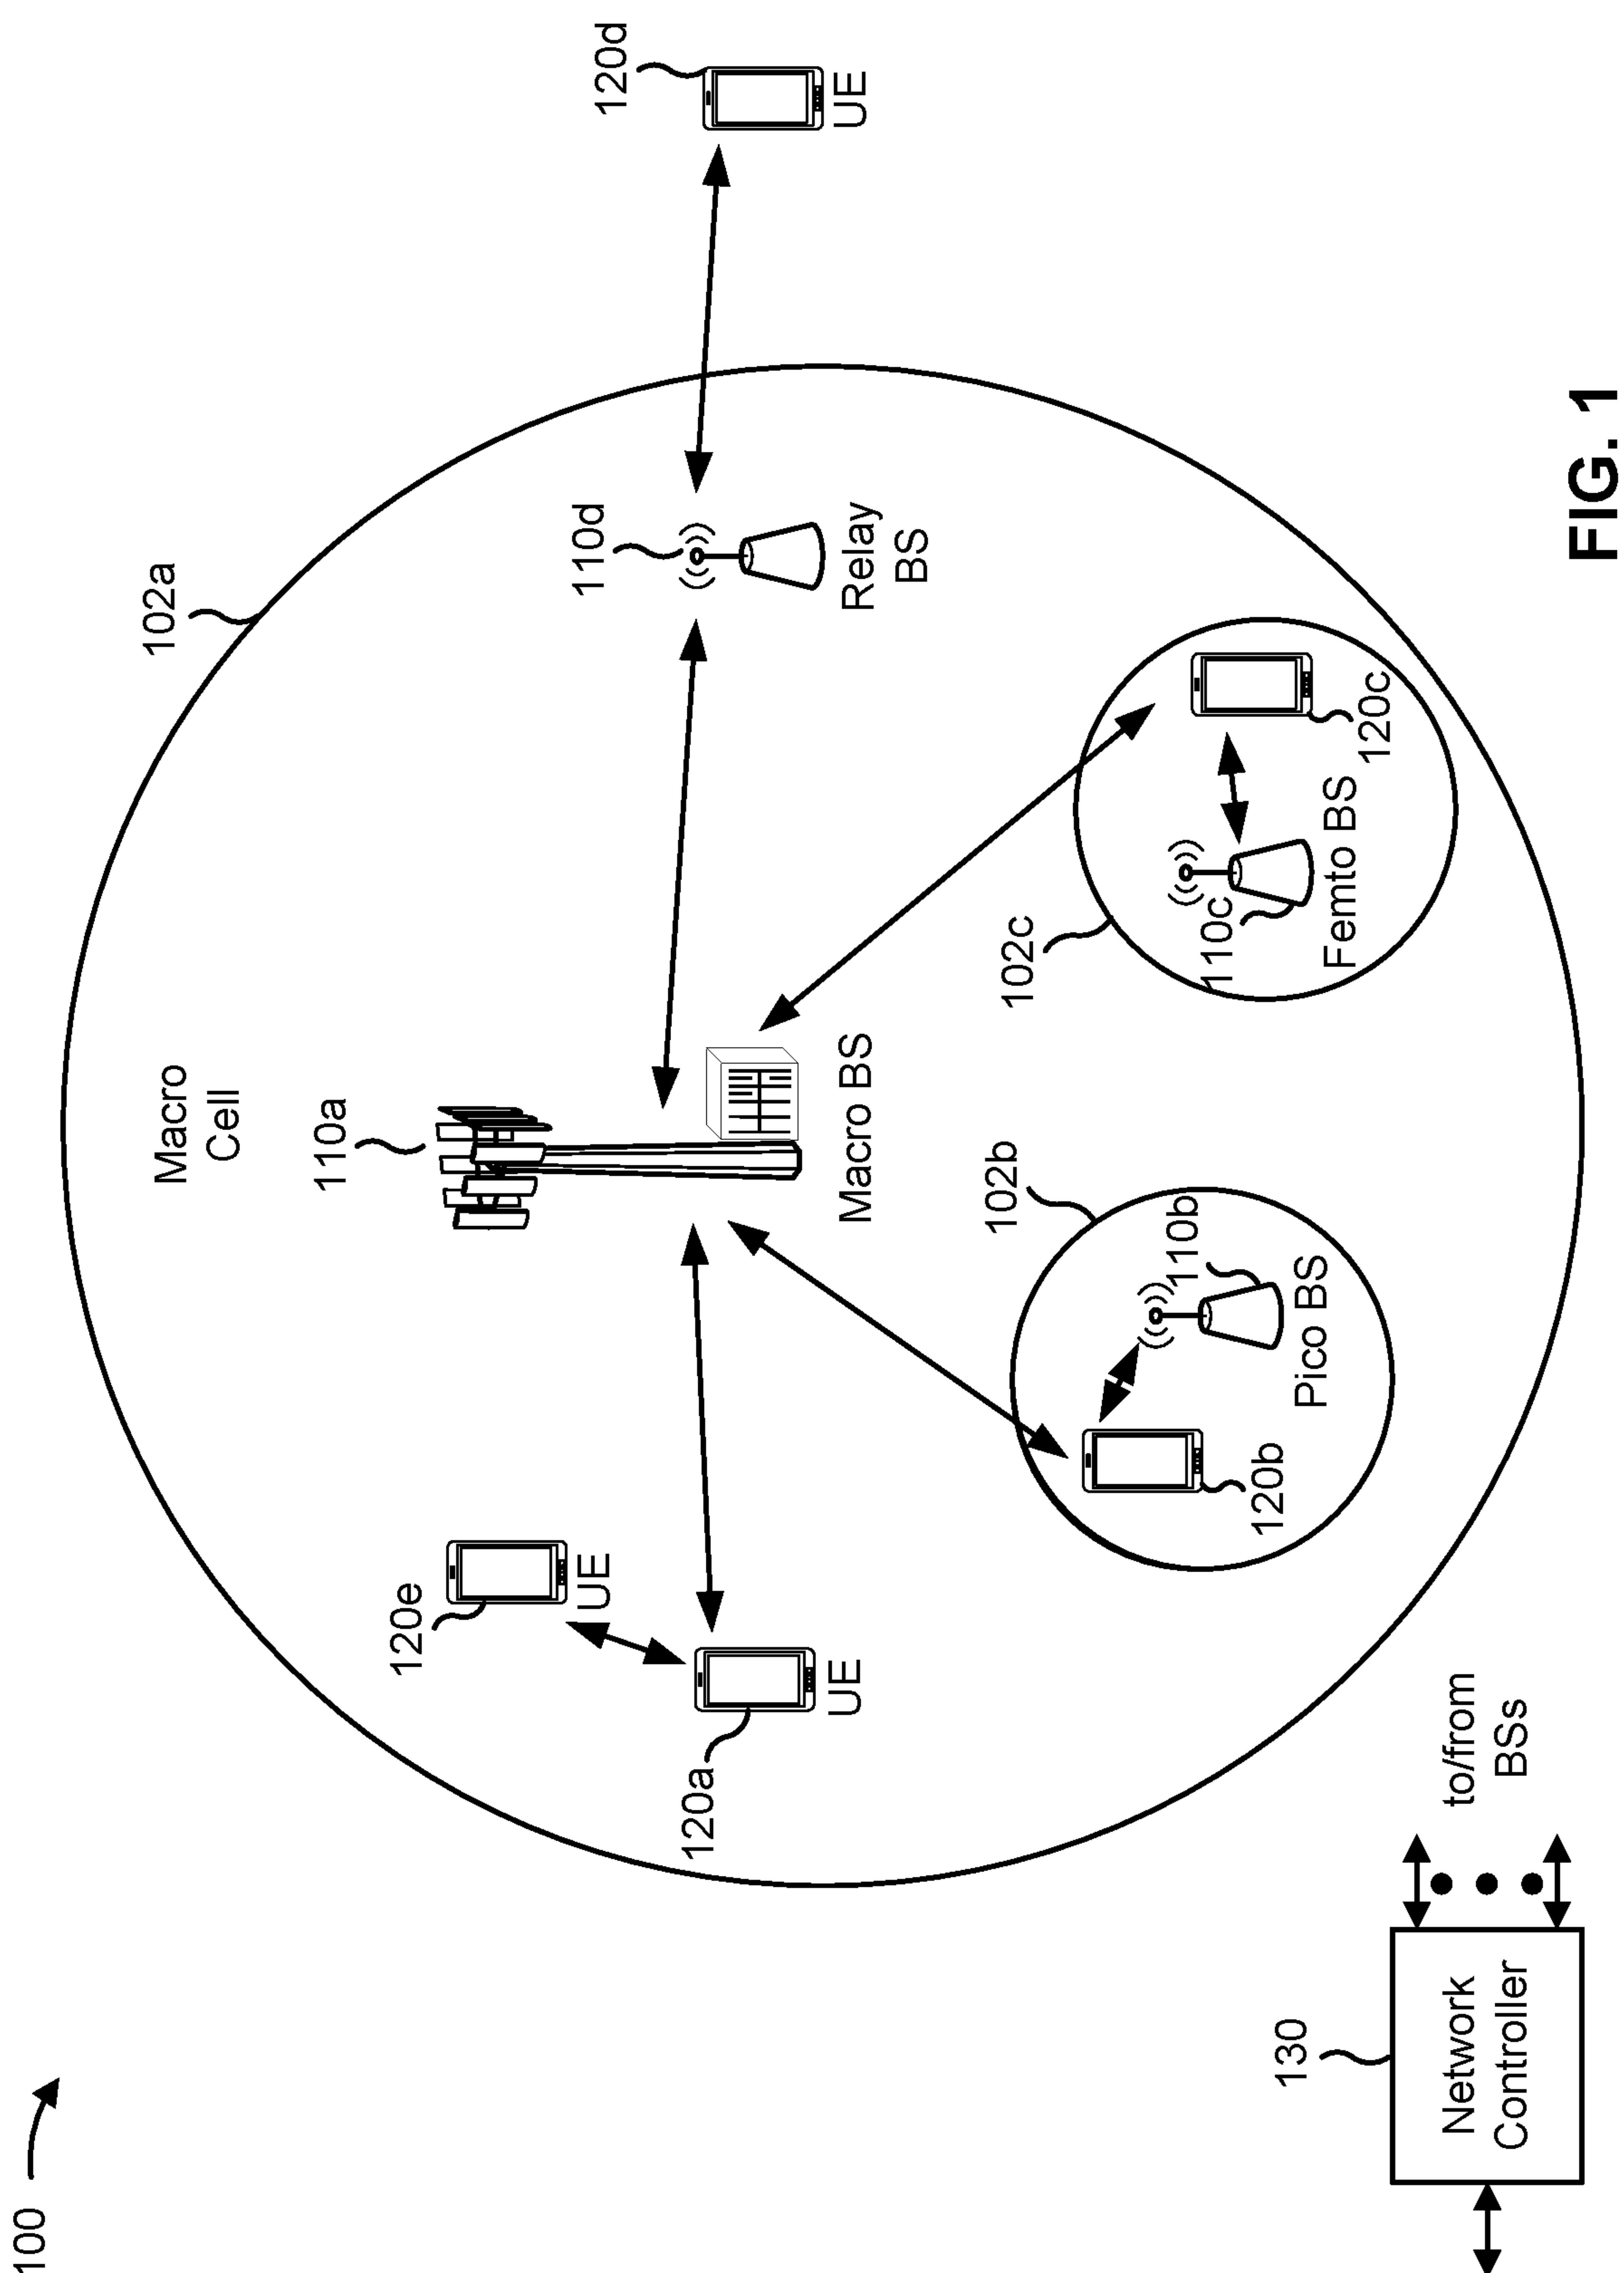 100
102a
Macro
Cell
110a
120d
UE
110d
Relay
BS
120e
UE
120a
UE
Macro BS
102c
110c
Femto BS
120c
102b
110b
Pico BS
120b
130
Network
Controller
to/from
BSs
FIG. 1